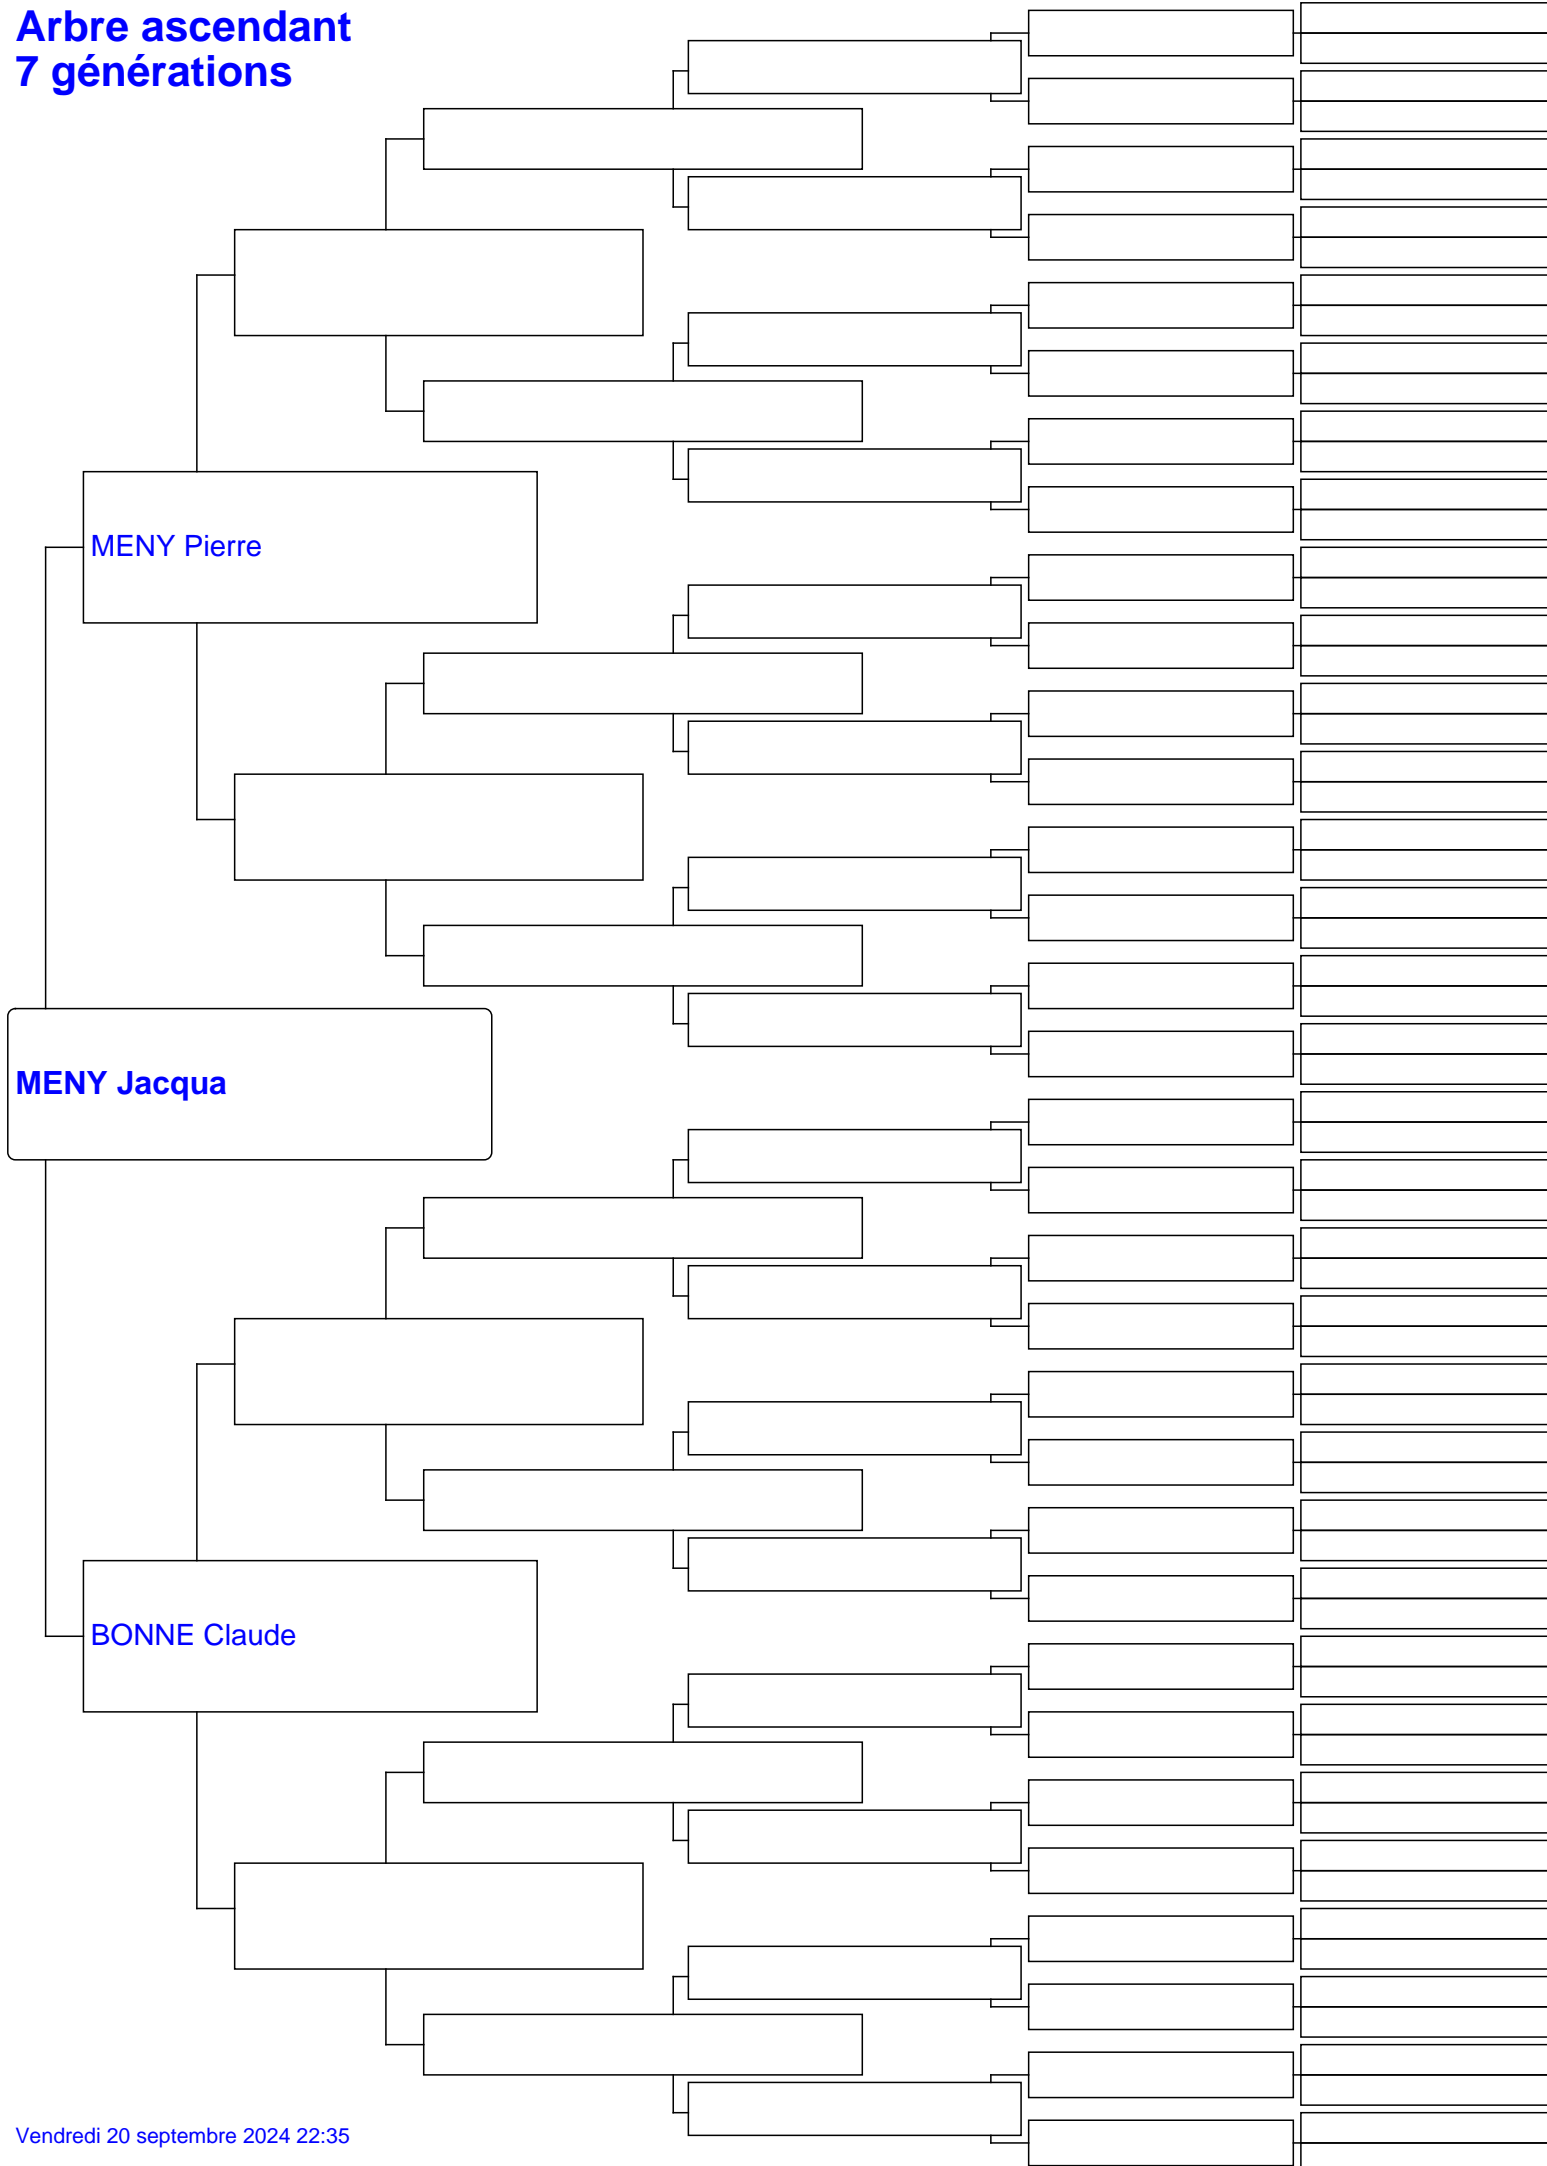 Arbre ascendant
7 générations
MENY Pierre
MENY Jacqua
BONNE Claude
Vendredi 20 septembre 2024 22:35